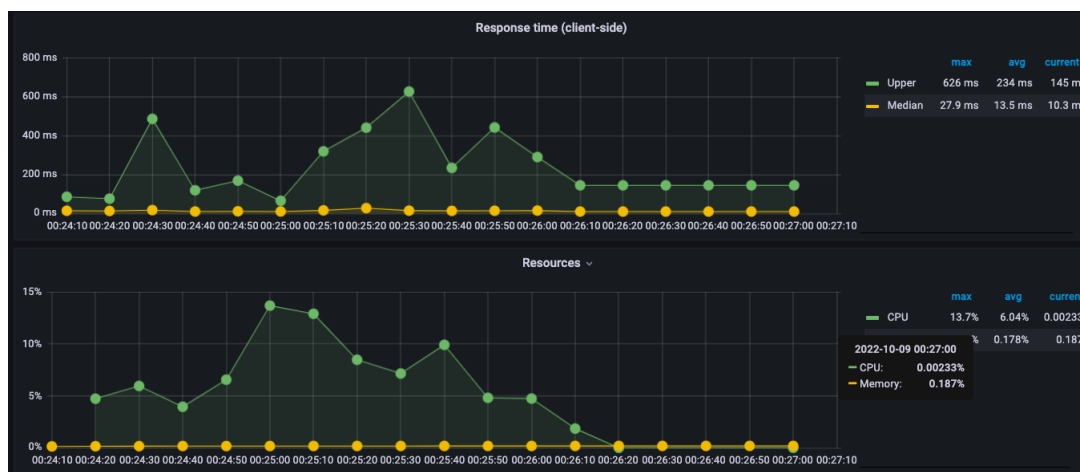 Response time (client-side)
800 ms
600 ms
400 ms
200 ms
0 ms
00:24:10 00:24:20 00:24:30 00:24:40 00:24:50 00:25:00 00:25:10 00:25:20 00:25:30 00:25:40 00:25:50 00:26:00 00:26:10 00:26:20 00:26:30 00:26:40 00:26:50 00:27:00 00:27:10
max avg current
Upper 626 ms 234 ms 145 m
Median 27.9 ms 13.5 ms 10.3 m
Resources
15%
10%
5%
0%
00:24:10 00:24:20 00:24:30 00:24:40 00:24:50 00:25:00 00:25:10 00:25:20 00:25:30 00:25:40 00:25:50 00:26:00 00:26:10 00:26:20 00:26:30 00:26:40 00:26:50 00:27:00 00:27:10
max avg curren
CPU 13.7% 6.04% 0.00233
% 0.178% 0.187
2022-10-09 00:27:00
CPU: 0.00233%
Memory: 0.187%